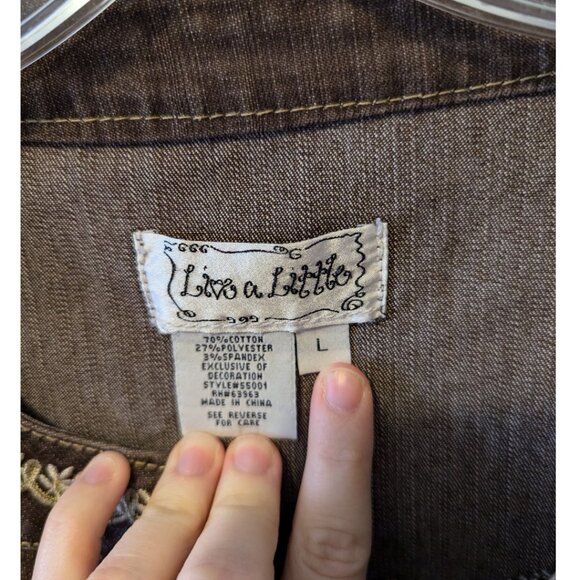 Live a Little
L
70%COTTON
27%POLYESTER
3%SPANDEX
EXCLUSIVE OF
DECORATION
STYLE#55001
RN#63963
MADE IN CHINA
SEE REVERSE
FOR CARE